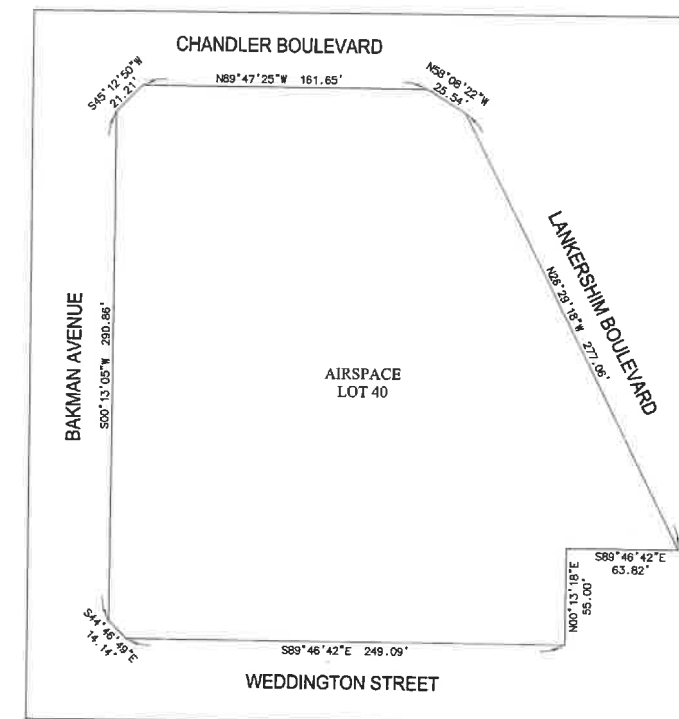 CHANDLER BOULEVARD
S45°12'50"W
21.21'
N89°47'25"W 161.65'
N58°08'22"W
25.54'
LANKERSHIM BOULEVARD
N26°29'18"W 277.06'
BAKMAN AVENUE
S00°13'05"W 290.86'
AIRSPACE
LOT 40
S89°46'42"E
63.82'
N00°13'18"E
55.00'
S44°46'49"E
14.14'
S89°46'42"E 249.09'
WEDDINGTON STREET